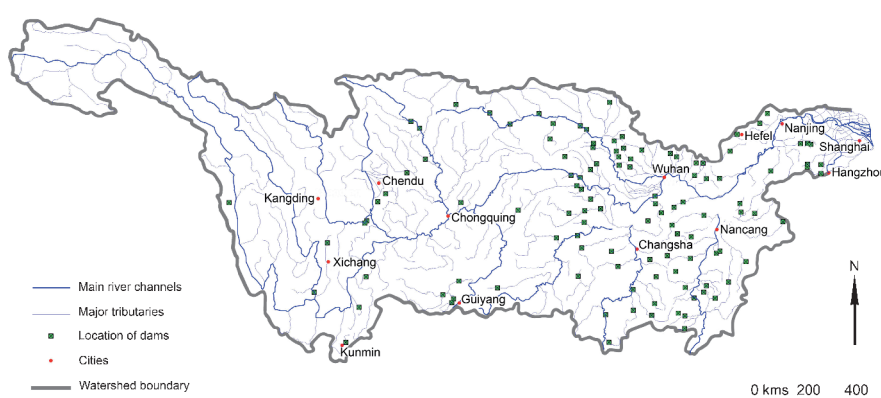 Hefei
Nanjing
Shanghai
Wuhan
Hangzhor
Chendu
Kangding
Chongquing
Nancang
Changsha
Xichang
Guiyang
Kunmin
Main river channels
Major tributaries
Location of dams
Cities
Watershed boundary
N
0 kms 200 400